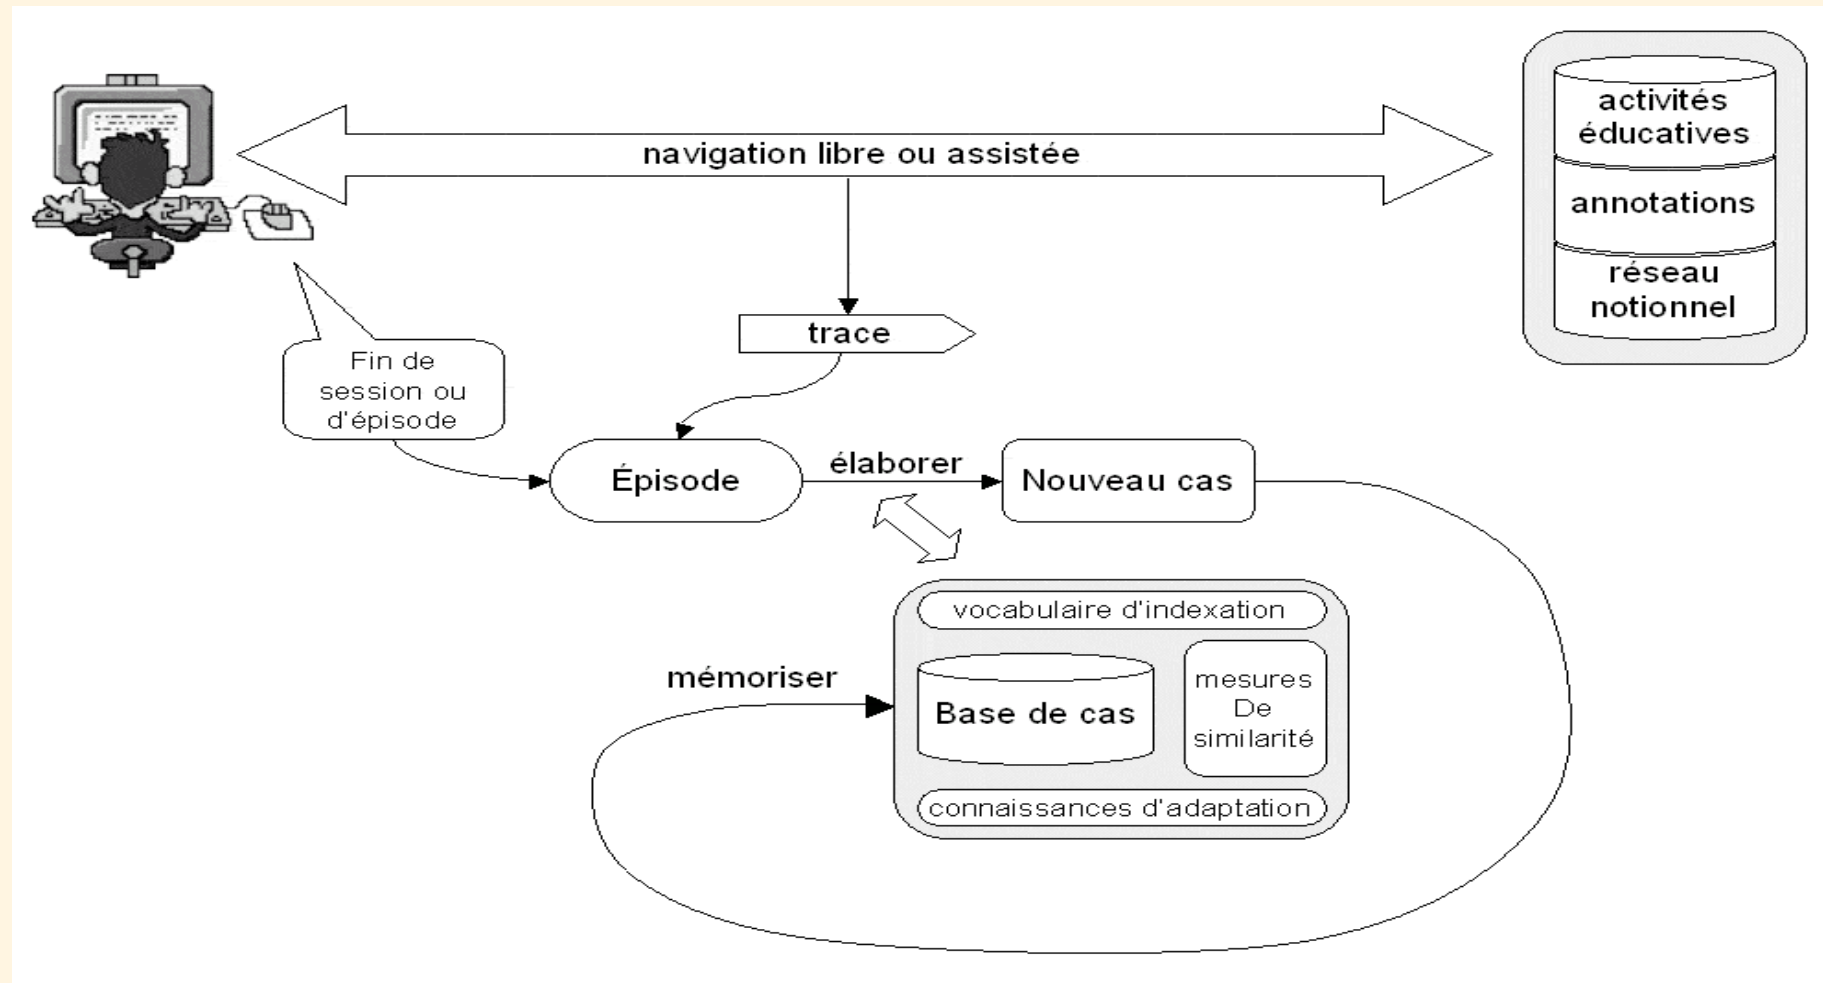 navigation libre ou assistée
activités
éducatives
annotations
réseau
notionnel
trace
Fin de
session ou
d'épisode
Épisode
élaborer
Nouveau cas
vocabulaire d'indexation
mémoriser
Base de cas
mesures
De
similarité
connaissances d'adaptation